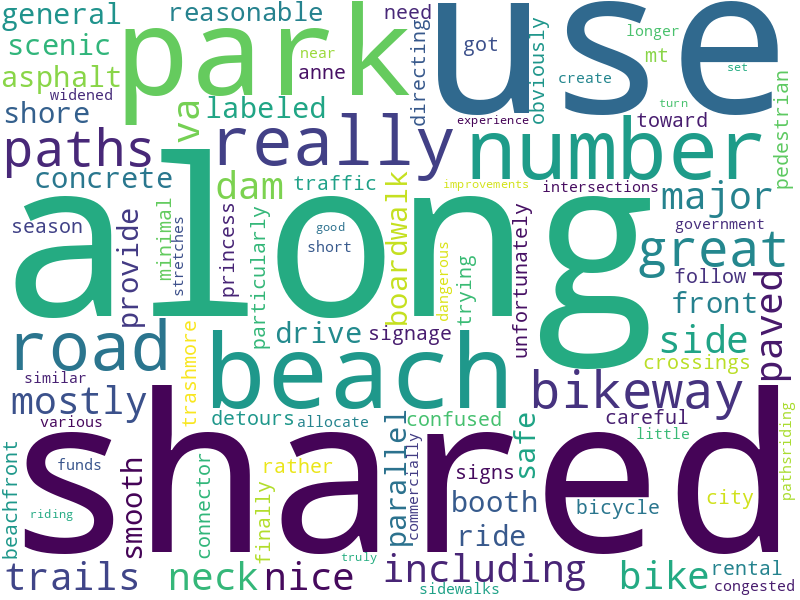 general
reasonable
need
park
use
longer
scenic
near
got
mt
obviously
asphalt
anne
directing
create
set
widened
turn
shore
va
labeled
experience
toward
pedestrian
paths
really
number
concrete
dam
traffic
improvements
intersections
major
along
season
provide
minimal
stretches
princess
particularly
good
short
boardwalk
dangerous
trying
unfortunately
government
great
follow
front
paved
road
beach
drive
signage
side
crossings
similar
trashmore
mostly
bikeway
various
detours
allocate
parallel
confused
commercially
safe
careful
little
pathsriding
shared
beachfront
funds
smooth
connector
rather
finally
signs
booth
bicycle
city
riding
ride
truly
trails
neck
nice
including
sidewalks
bike
rental
congested